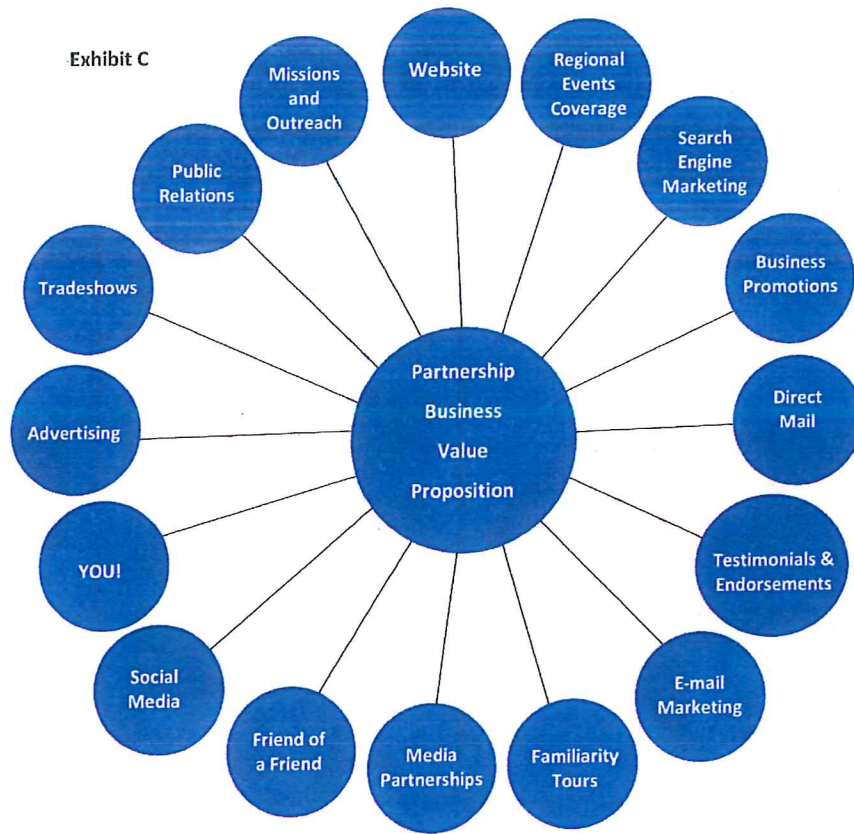 Exhibit C
Website
Regional
Events
Coverage
Search
Engine
Marketing
Business
Promotions
Direct
Mail
Testimonials &
Endorsements
E-mail
Marketing
Familiarity
Tours
Media
Partnerships
Friend of
a Friend
Social
Media
YOU!
Advertising
Tradeshows
Public
Relations
Missions
and
Outreach
Partnership
Business
Value
Proposition